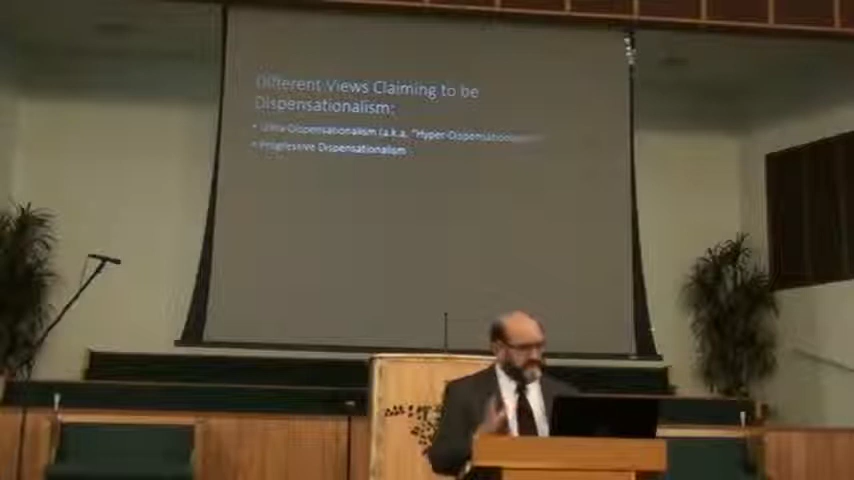 Different Views Claiming to be
Dispensationalism:
• Ultra-Dispensationalism (a.k.a. "Hyper-Dispensationalism
• Progressive Dispensationalism